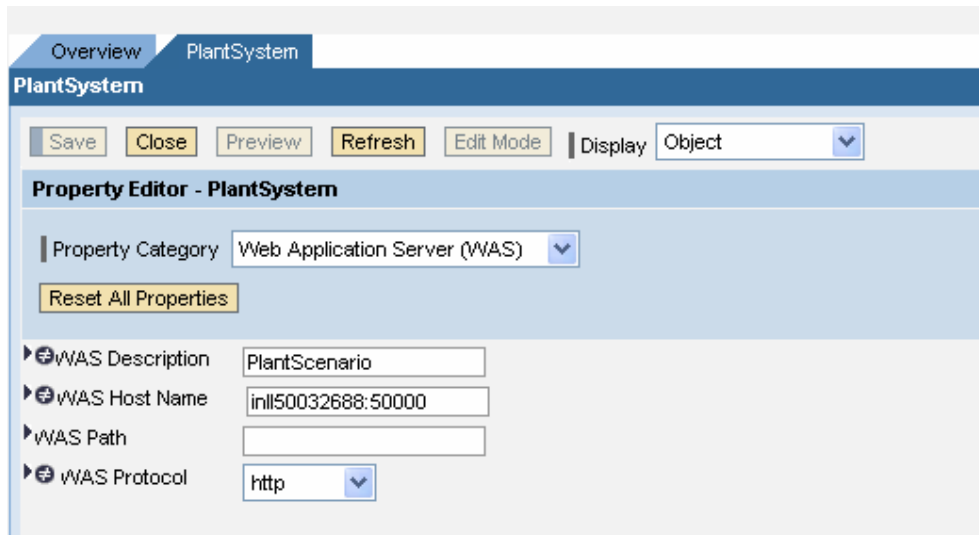 Overview PlantSystem
PlantSystem
Save Close Preview Refresh Edit Mode Display Object
Property Editor - PlantSystem
Property Category Web Application Server (WAS)
Reset All Properties
WAS Description PlantScenario
WAS Host Name inll50032688:50000
WAS Path
WAS Protocol http